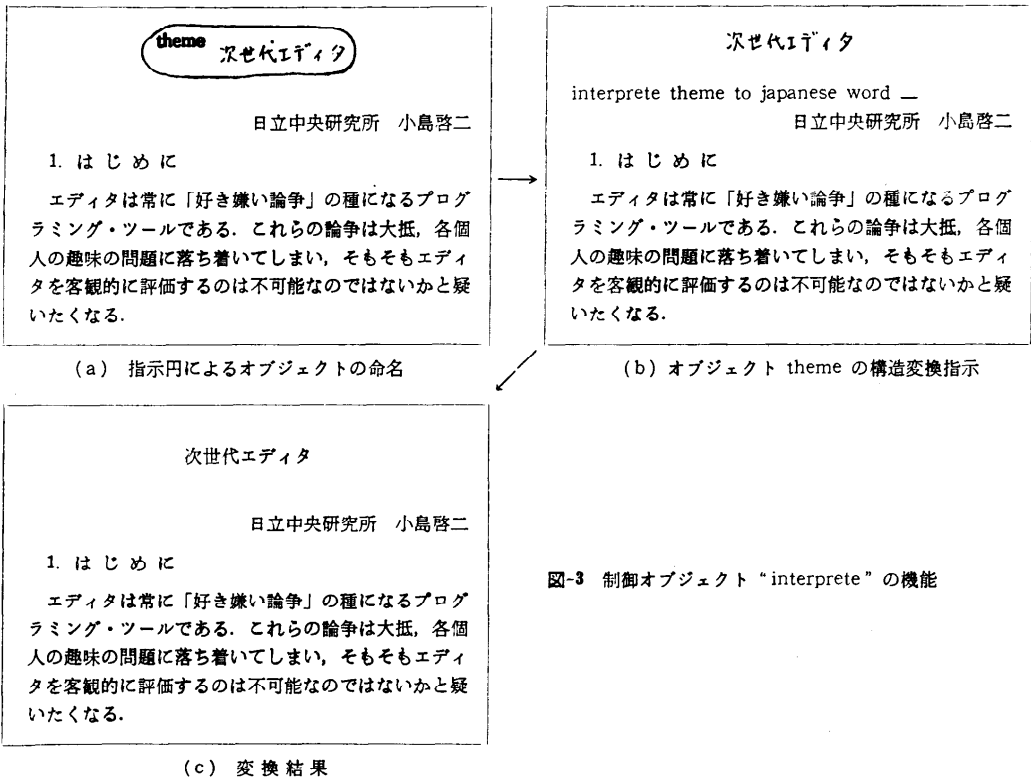 theme
次世代エディタ
日立中央研究所 小島啓二
1. はじめに
エディタは常に「好き嫌い論争」の種になるプログ
ラミング・ツールである．これらの論争は大抵，各個
人の趣味の問題に落ち着いてしまい，そもそもエディ
タを客観的に評価するのは不可能なのではないかと疑
いたくなる．
(a) 指示円によるオブジェクトの命名
次世代エディタ
interprete theme to japanese word _
日立中央研究所 小島啓二
1. はじめに
エディタは常に「好き嫌い論争」の種になるプログ
ラミング・ツールである．これらの論争は大抵，各個
人の趣味の問題に落ち着いてしまい，そもそもエディ
タを客観的に評価するのは不可能なのではないかと疑
いたくなる．
(b) オブジェクト theme の構造変換指示
次世代エディタ
日立中央研究所 小島啓二
1. はじめに
エディタは常に「好き嫌い論争」の種になるプログ
ラミング・ツールである．これらの論争は大抵，各個
人の趣味の問題に落ち着いてしまい，そもそもエディ
タを客観的に評価するのは不可能なのではないかと疑
いたくなる．
(c) 変換結果
図-3 制御オブジェクト “interprete” の機能